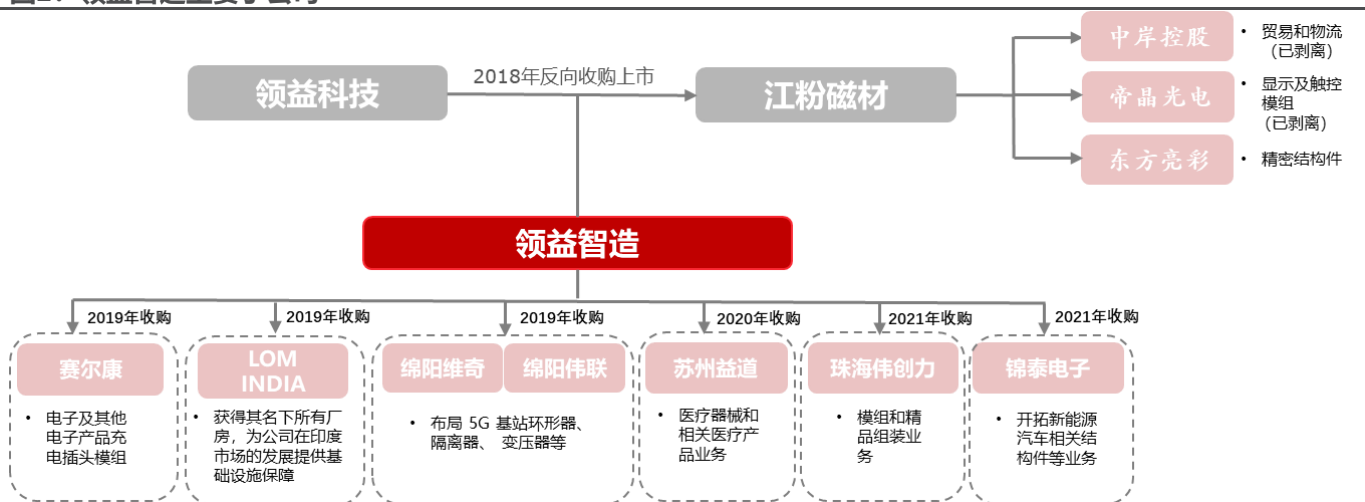 领益科技
2018年反向收购上市
江粉磁材
中岸控股
• 贸易和物流
(已剥离)
帝晶光电
• 显示及触控
模组
(已剥离)
东方亮彩
• 精密结构件
领益智造
2019年收购
2019年收购
2019年收购
2020年收购
2021年收购
2021年收购
赛尔康
• 电子及其他
电子产品充
电插头模组
LOM
INDIA
• 获得其名下所有厂
房，为公司在印度
市场的发展提供基
础设施保障
绵阳维奇
绵阳伟联
• 布局 5G 基站环形器、
隔离器、 变压器等
苏州益道
• 医疗器械和
相关医疗产
品业务
珠海伟创力
• 模组和精
品组装业
务
锦泰电子
• 开拓新能源
汽车相关结
构件等业务